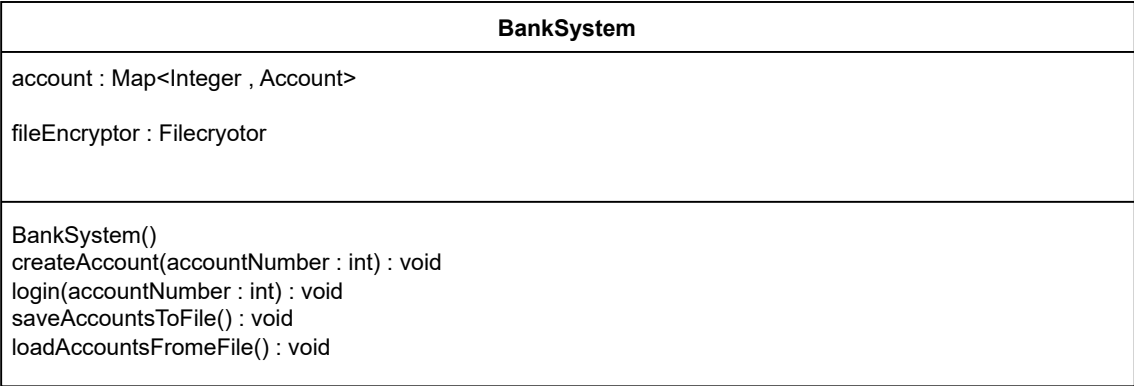 BankSystem
account : Map<Integer , Account>
fileEncryptor : Filecryotor
BankSystem()
createAccount(accountNumber : int) : void
login(accountNumber : int) : void
saveAccountsToFile() : void
loadAccountsFromeFile() : void